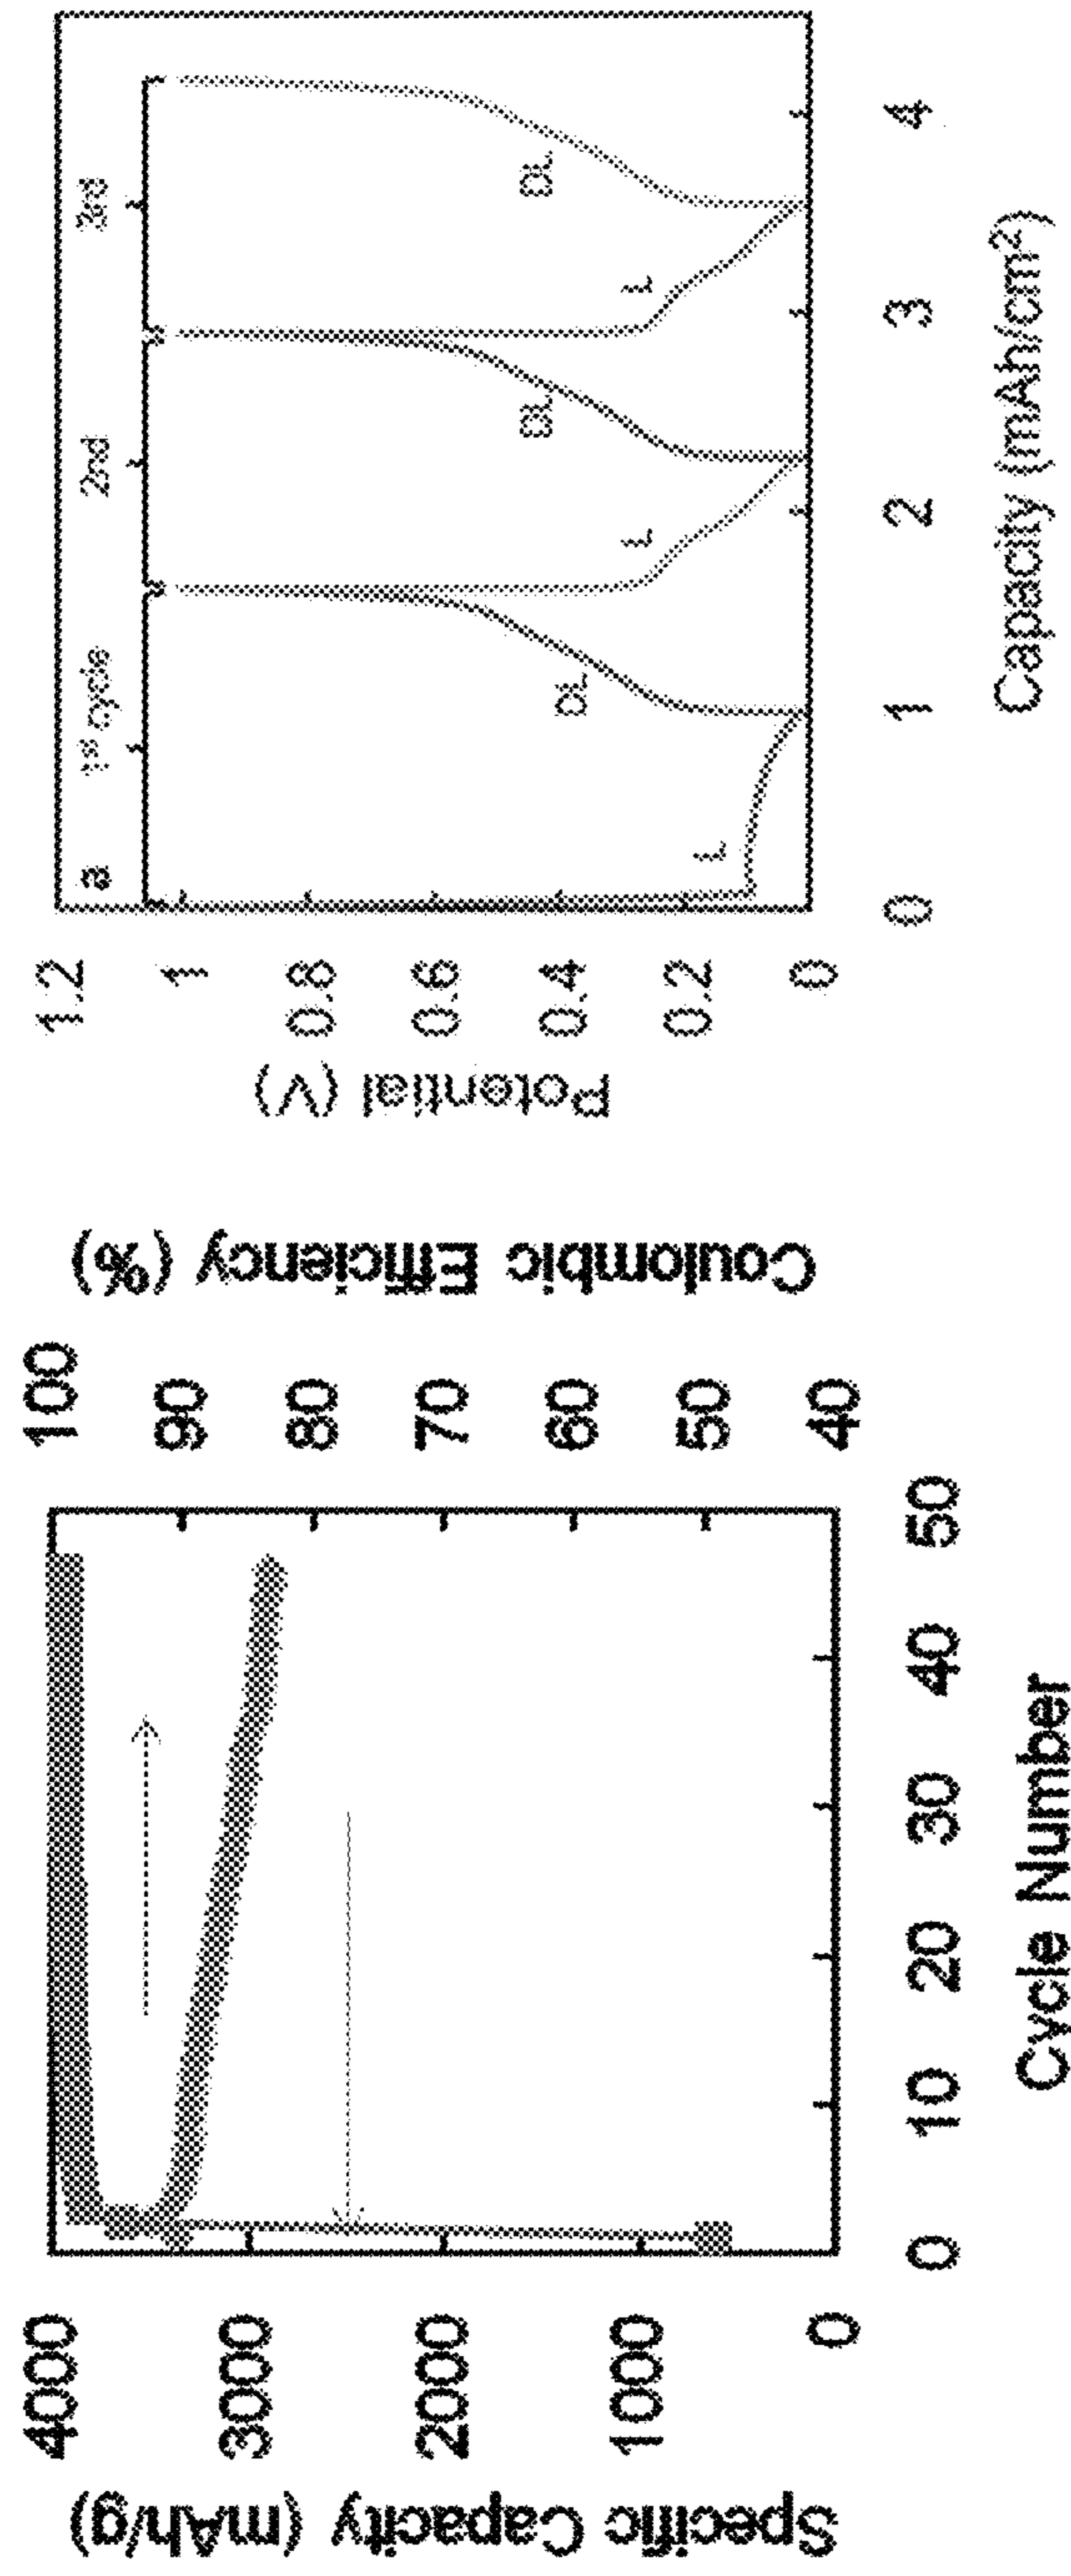 Specific Capacity (mAh/g)
4000
3000
2000
1000
0
0 10 20 30 40 50
Cycle Number
100
90
80
70
60
50
40
Coulombic Efficiency (%)
Potential (V)
1.2
1
0.8
0.6
0.4
0.2
0
a 1st cycle 2nd 3rd
L DL L DL L DL
0 1 2 3 4
Capacity (mAh/cm²)